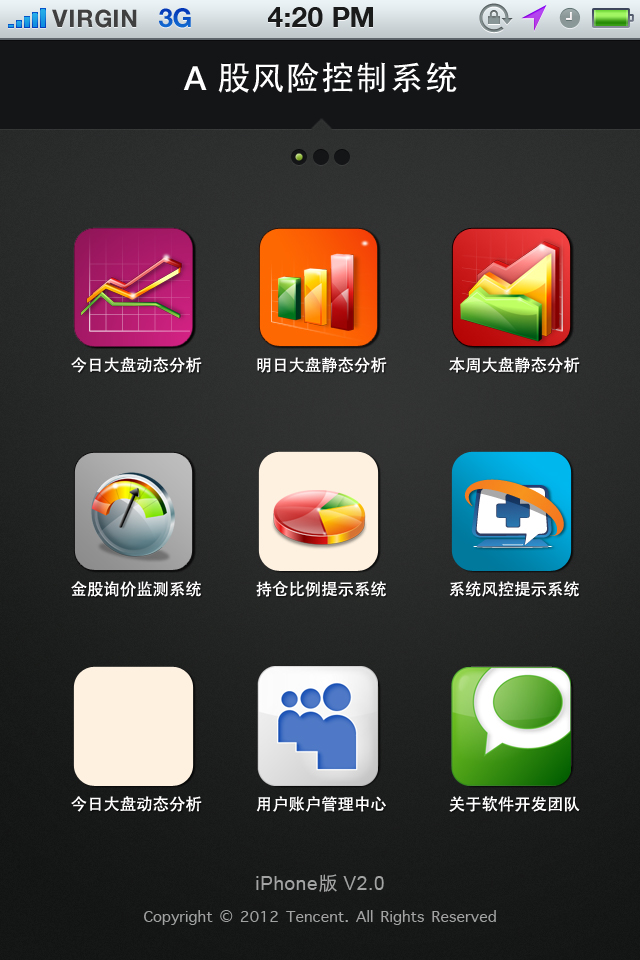 VIRGIN 3G 4:20 PM
A 股风险控制系统
今日大盘动态分析 明日大盘静态分析 本周大盘静态分析
金股询价监测系统 持仓比例提示系统 系统风控提示系统
今日大盘动态分析 用户账户管理中心 关于软件开发团队
iPhone版 V2.0
Copyright © 2012 Tencent. All Rights Reserved